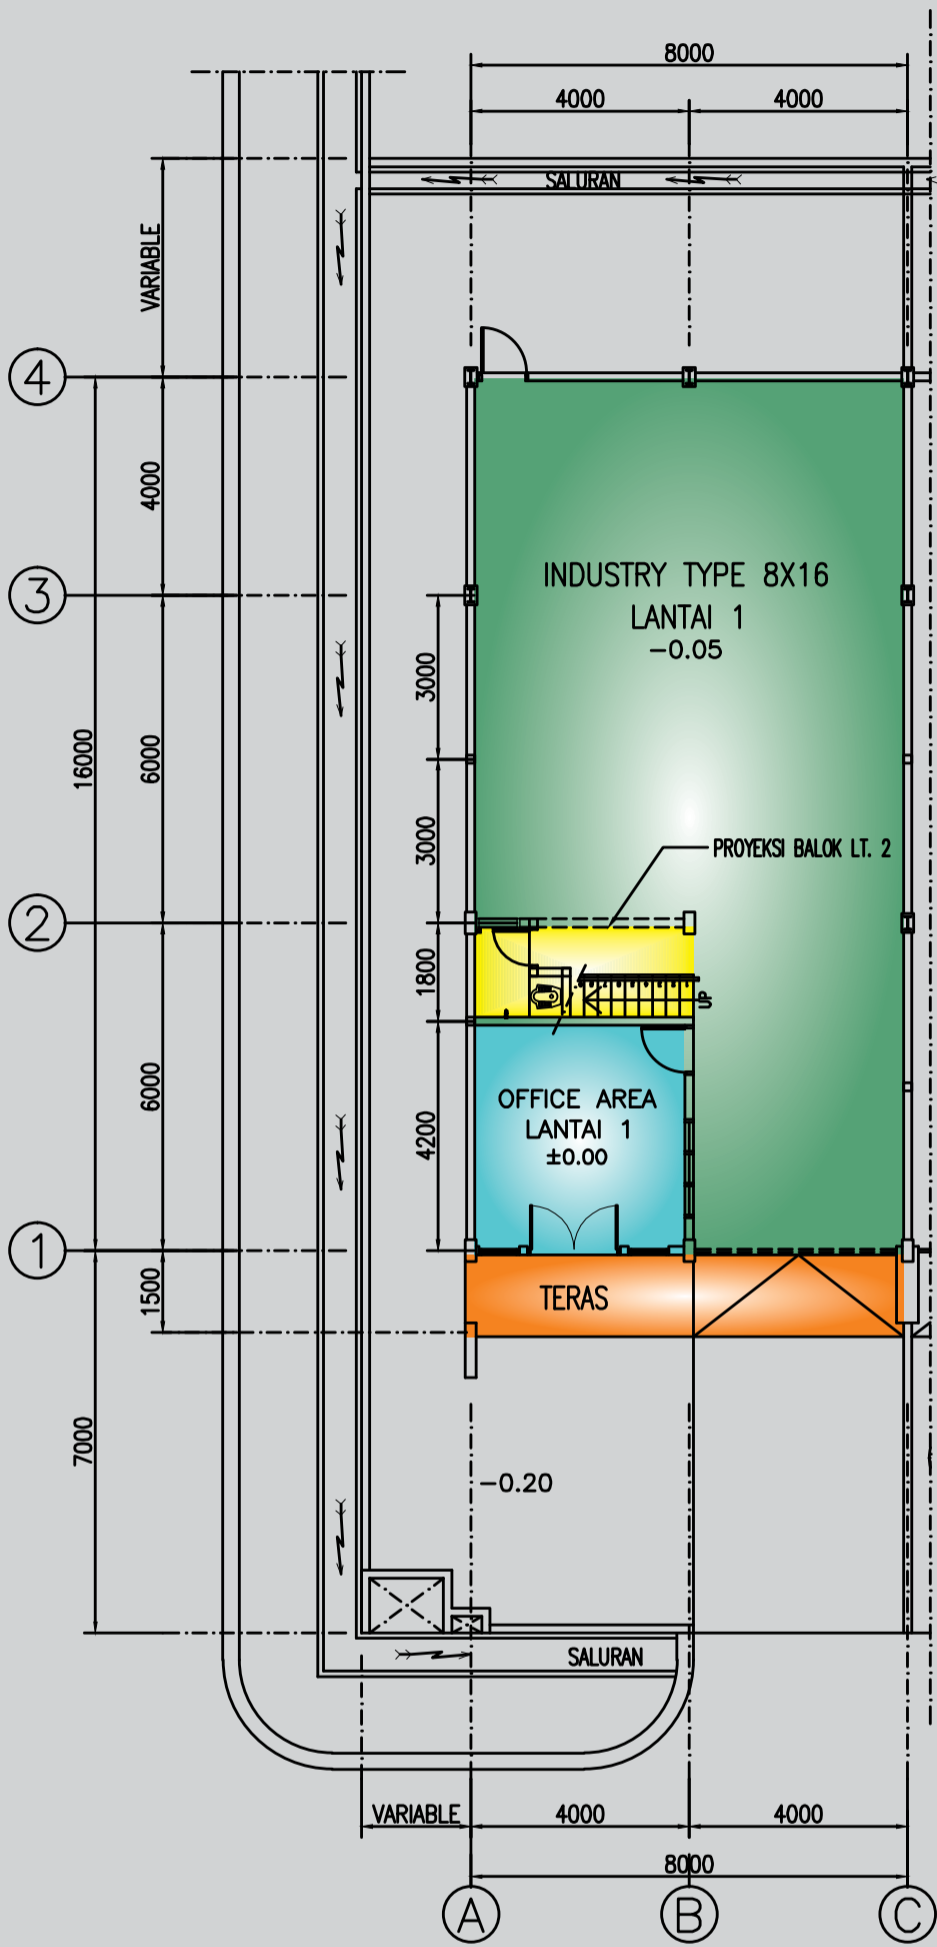 8000
4000
4000
SALURAN
VARIABLE
4
4000
3
INDUSTRY TYPE 8X16
LANTAI 1
-0.05
3000
16000
6000
3000
PROYEKSI BALOK LT. 2
2
1800
UP
6000
4200
OFFICE AREA
LANTAI 1
±0.00
1
1500
TERAS
7000
-0.20
SALURAN
VARIABLE
4000
4000
8000
A
B
C